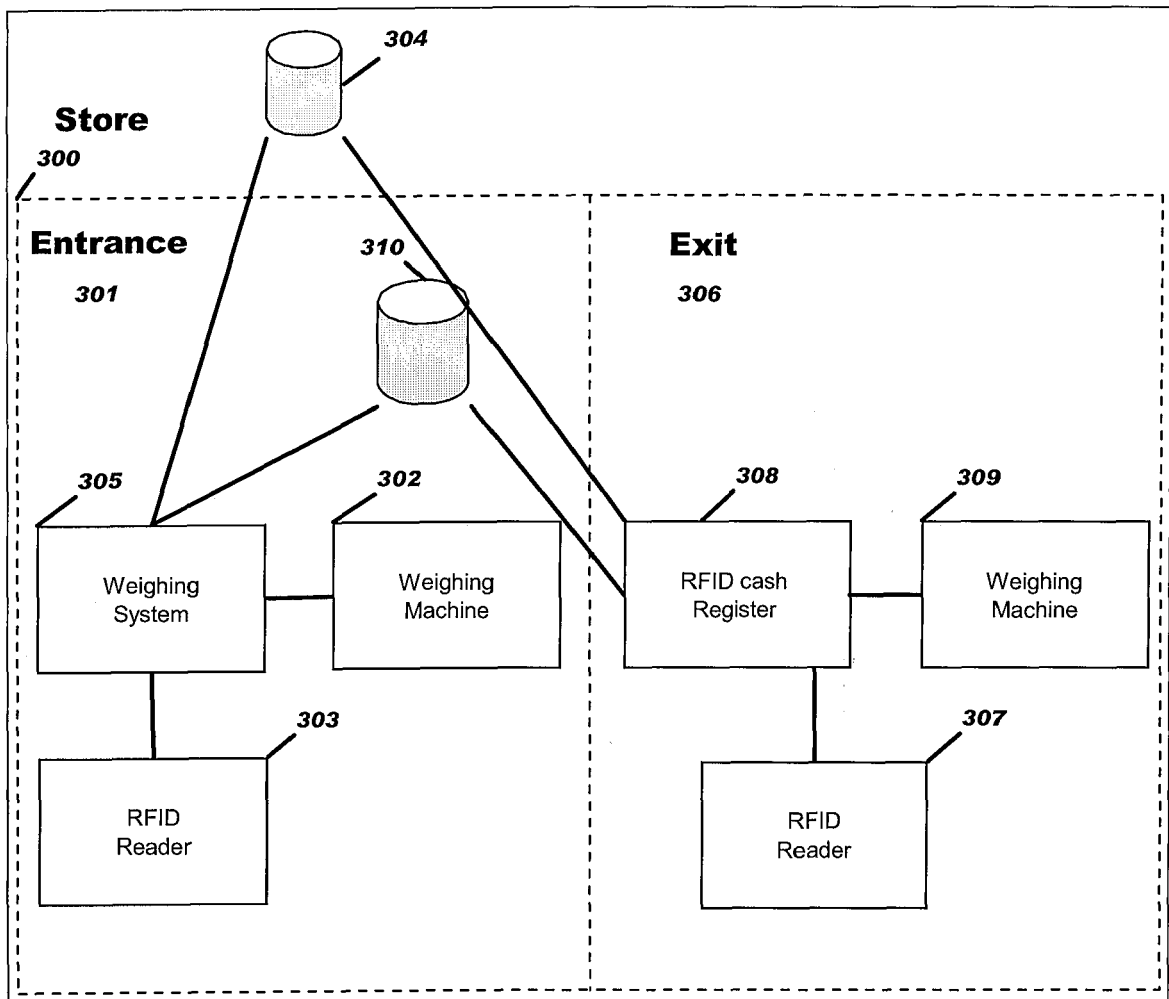 304
Store
300
Entrance
301
310
Exit
306
305
302
308
309
Weighing
System
Weighing
Machine
RFID cash
Register
Weighing
Machine
303
307
RFID
Reader
RFID
Reader